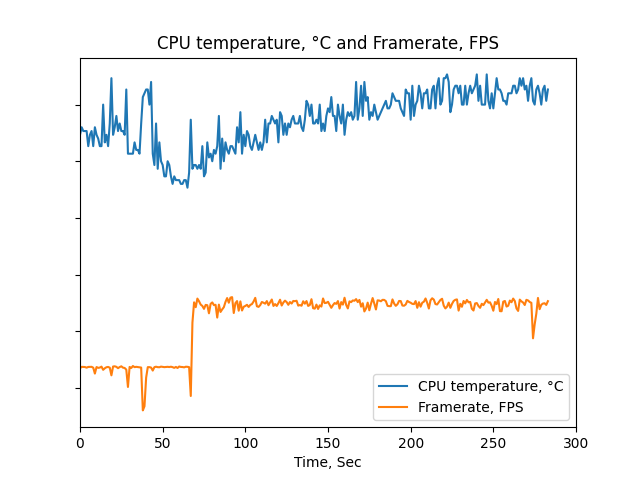 CPU temperature, °C and Framerate, FPS
CPU temperature, °C
Framerate, FPS
0 50 100 150 200 250 300
Time, Sec